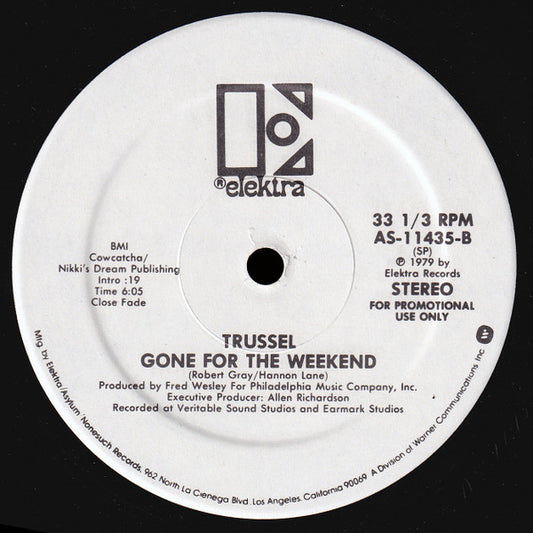 ® elektra
33 1/3 RPM
AS-11435-B
(SP)
℗ 1979 by
Elektra Records
STEREO
FOR PROMOTIONAL
USE ONLY
BMI
Cowcatcha/
Nikki's Dream Publishing
Intro :19
Time 6:05
Close Fade
TRUSSEL
GONE FOR THE WEEKEND
(Robert Gray/Hannon Lane)
Produced by Fred Wesley For Philadelphia Music Company, Inc.
Executive Producer: Allen Richardson
Recorded at Veritable Sound Studios and Earmark Studios
Mfg. by Elektra/Asylum Nonesuch Records, 962 North La Cienega Blvd. Los Angeles, California 90069 A Division of Warner Communications Inc